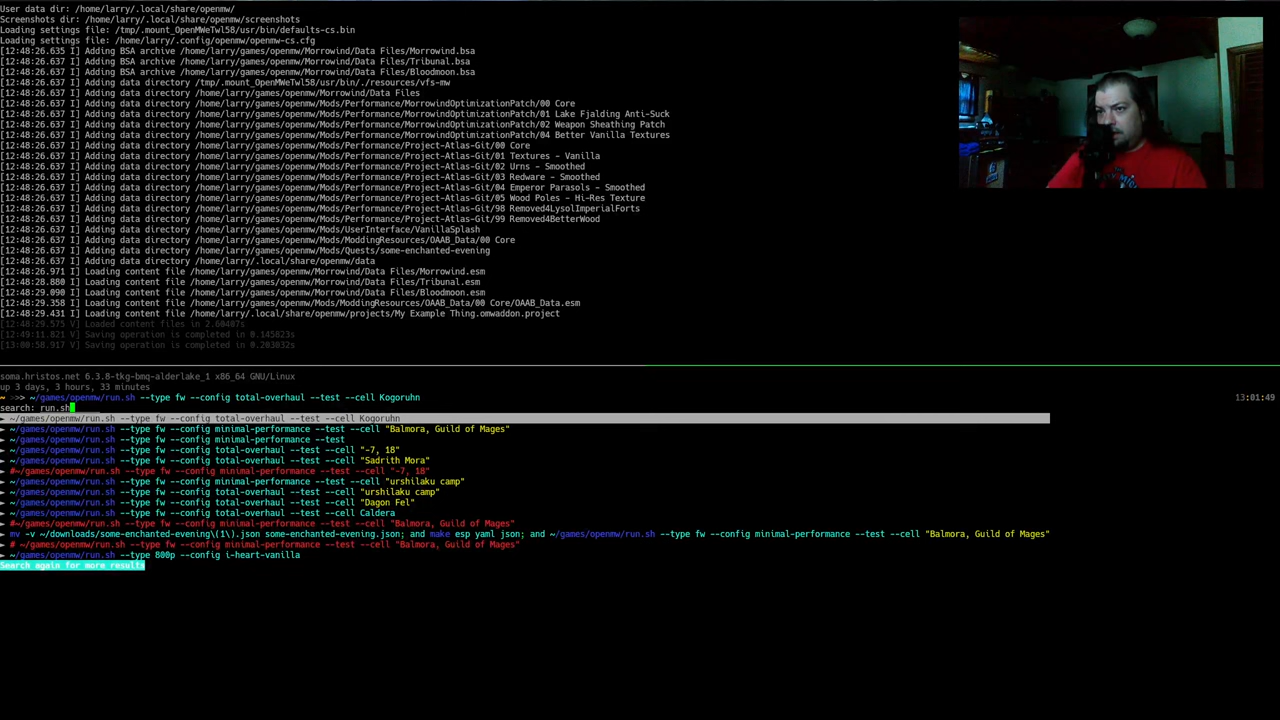 User data dir: /home/larry/.local/share/openmw/
Screenshots dir: /home/larry/.local/share/openmw/screenshots
Loading settings file: /tmp/.mount_OpenMWeTwl58/usr/bin/defaults-cs.bin
Loading settings file: /home/larry/.config/openmw/openmw-cs.cfg
[12:48:26.635 I] Adding BSA archive /home/larry/games/openmw/Morrowind/Data Files/Morrowind.bsa
[12:48:26.637 I] Adding BSA archive /home/larry/games/openmw/Morrowind/Data Files/Tribunal.bsa
[12:48:26.637 I] Adding BSA archive /home/larry/games/openmw/Morrowind/Data Files/Bloodmoon.bsa
[12:48:26.637 I] Adding data directory /tmp/.mount_OpenMWeTwl58/usr/bin/./resources/vfs-mw
[12:48:26.637 I] Adding data directory /home/larry/games/openmw/Morrowind/Data Files
[12:48:26.637 I] Adding data directory /home/larry/games/openmw/Mods/Performance/MorrowindOptimizationPatch/00 Core
[12:48:26.637 I] Adding data directory /home/larry/games/openmw/Mods/Performance/MorrowindOptimizationPatch/01 Lake Fjalding Anti-Suck
[12:48:26.637 I] Adding data directory /home/larry/games/openmw/Mods/Performance/MorrowindOptimizationPatch/02 Weapon Sheathing Patch
[12:48:26.637 I] Adding data directory /home/larry/games/openmw/Mods/Performance/MorrowindOptimizationPatch/04 Better Vanilla Textures
[12:48:26.637 I] Adding data directory /home/larry/games/openmw/Mods/Performance/Project-Atlas-Git/00 Core
[12:48:26.637 I] Adding data directory /home/larry/games/openmw/Mods/Performance/Project-Atlas-Git/01 Textures - Vanilla
[12:48:26.637 I] Adding data directory /home/larry/games/openmw/Mods/Performance/Project-Atlas-Git/02 Urns - Smoothed
[12:48:26.637 I] Adding data directory /home/larry/games/openmw/Mods/Performance/Project-Atlas-Git/03 Redware - Smoothed
[12:48:26.637 I] Adding data directory /home/larry/games/openmw/Mods/Performance/Project-Atlas-Git/04 Emperor Parasols - Smoothed
[12:48:26.637 I] Adding data directory /home/larry/games/openmw/Mods/Performance/Project-Atlas-Git/05 Wood Poles - Hi-Res Texture
[12:48:26.637 I] Adding data directory /home/larry/games/openmw/Mods/Performance/Project-Atlas-Git/98 Removed4LysolImperialForts
[12:48:26.637 I] Adding data directory /home/larry/games/openmw/Mods/Performance/Project-Atlas-Git/99 Removed4BetterWood
[12:48:26.637 I] Adding data directory /home/larry/games/openmw/Mods/UserInterface/VanillaSplash
[12:48:26.637 I] Adding data directory /home/larry/games/openmw/Mods/ModdingResources/OAAB_Data/00 Core
[12:48:26.637 I] Adding data directory /home/larry/games/openmw/Mods/Quests/some-enchanted-evening
[12:48:26.637 I] Adding data directory /home/larry/.local/share/openmw/data
[12:48:26.971 I] Loading content file /home/larry/games/openmw/Morrowind/Data Files/Morrowind.esm
[12:48:28.880 I] Loading content file /home/larry/games/openmw/Morrowind/Data Files/Tribunal.esm
[12:48:29.090 I] Loading content file /home/larry/games/openmw/Morrowind/Data Files/Bloodmoon.esm
[12:48:29.358 I] Loading content file /home/larry/games/openmw/Mods/ModdingResources/OAAB_Data/00 Core/OAAB_Data.esm
[12:48:29.431 I] Loading content file /home/larry/.local/share/openmw/projects/My Example Thing.omwaddon.project
[12:48:29.575 V] Loaded content files in 2.60407s
[12:49:11.821 V] Saving operation is completed in 0.145823s
[13:00:58.917 V] Saving operation is completed in 0.203032s
soma.hristos.net 6.3.8-tkg-bmq-alderlake_1 x86_64 GNU/Linux
up 3 days, 3 hours, 33 minutes
~ >>> ~/games/openmw/run.sh --type fw --config total-overhaul --test --cell Kogoruhn 13:01:49
search: run.sh
► ~/games/openmw/run.sh --type fw --config total-overhaul --test --cell Kogoruhn
► ~/games/openmw/run.sh --type fw --config minimal-performance --test --cell "Balmora, Guild of Mages"
► ~/games/openmw/run.sh --type fw --config minimal-performance --test
► ~/games/openmw/run.sh --type fw --config total-overhaul --test --cell "-7, 18"
► ~/games/openmw/run.sh --type fw --config total-overhaul --test --cell "Sadrith Mora"
► #~/games/openmw/run.sh --type fw --config minimal-performance --test --cell "-7, 18"
► ~/games/openmw/run.sh --type fw --config minimal-performance --test --cell "urshilaku camp"
► ~/games/openmw/run.sh --type fw --config total-overhaul --test --cell "urshilaku camp"
► ~/games/openmw/run.sh --type fw --config total-overhaul --test --cell "Dagon Fel"
► ~/games/openmw/run.sh --type fw --config total-overhaul --test --cell Caldera
► #~/games/openmw/run.sh --type fw --config minimal-performance --test --cell "Balmora, Guild of Mages"
► mv -v ~/downloads/some-enchanted-evening\(1\).json some-enchanted-evening.json; and make esp yaml json; and ~/games/openmw/run.sh --type fw --config minimal-performance --test --cell "Balmora, Guild of Mages"
► # ~/games/openmw/run.sh --type fw --config minimal-performance --test --cell "Balmora, Guild of Mages"
► ~/games/openmw/run.sh --type 800p --config i-heart-vanilla
Search again for more results